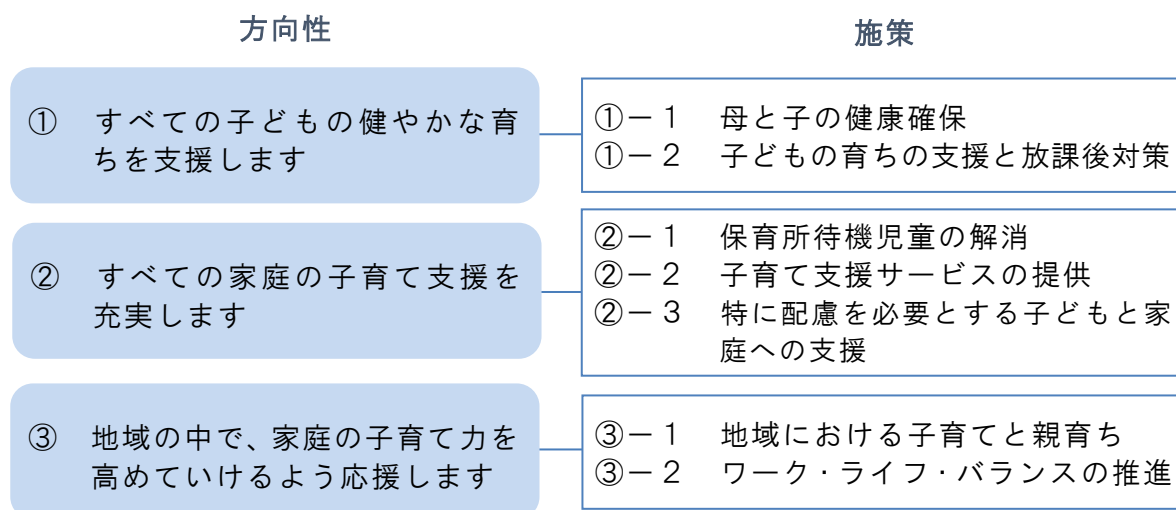 方向性
施策
① すべての子どもの健やかな育
ちを支援します
①－１ 母と子の健康確保
①－２ 子どもの育ちの支援と放課後対策
② すべての家庭の子育て支援を
充実します
②－１ 保育所待機児童の解消
②－２ 子育て支援サービスの提供
②－３ 特に配慮を必要とする子どもと家
庭への支援
③ 地域の中で、家庭の子育て力を
高めていけるよう応援します
③－１ 地域における子育てと親育ち
③－２ ワーク・ライフ・バランスの推進